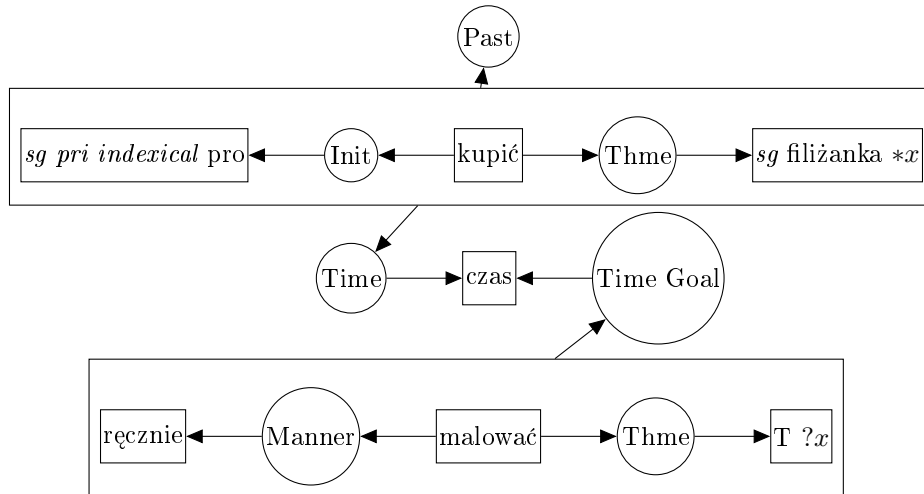 Past
sg pri indexical pro Init kupić Thme sg filiżanka *x
Time czas Time Goal
ręcznie Manner malować Thme T ?x